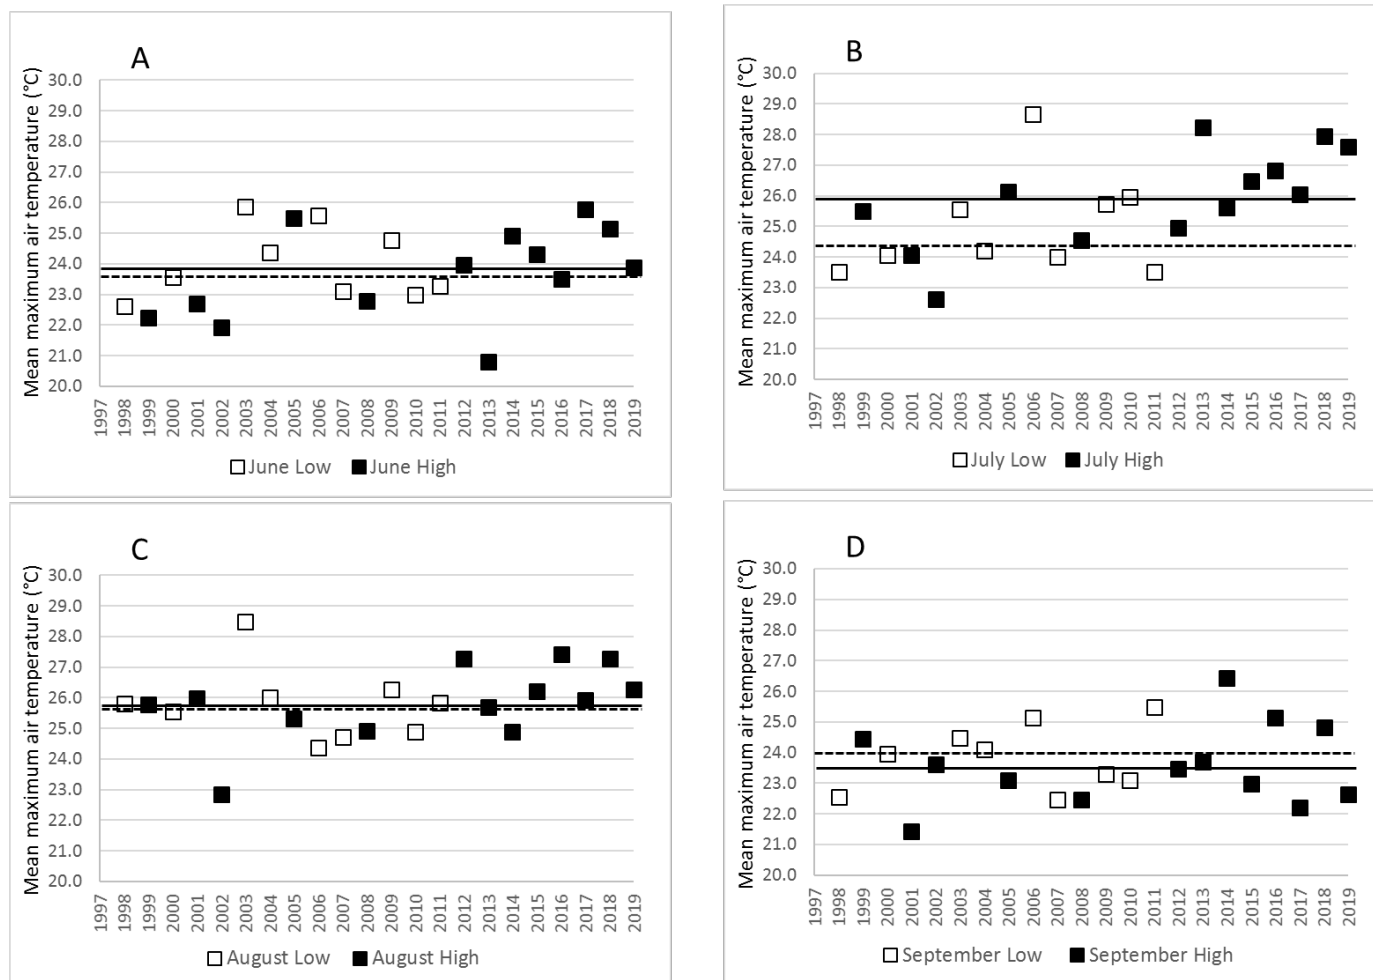 A
Mean maximum air temperature (°C)
30.0
29.0
28.0
27.0
26.0
25.0
24.0
23.0
22.0
21.0
20.0
1997 1998 1999 2000 2001 2002 2003 2004 2005 2006 2007 2008 2009 2010 2011 2012 2013 2014 2015 2016 2017 2018 2019
June Low June High
B
Mean maximum air temperature (°C)
30.0
29.0
28.0
27.0
26.0
25.0
24.0
23.0
22.0
21.0
20.0
1997 1998 1999 2000 2001 2002 2003 2004 2005 2006 2007 2008 2009 2010 2011 2012 2013 2014 2015 2016 2017 2018 2019
July Low July High
C
Mean maximum air temperature (°C)
30.0
29.0
28.0
27.0
26.0
25.0
24.0
23.0
22.0
21.0
20.0
1997 1998 1999 2000 2001 2002 2003 2004 2005 2006 2007 2008 2009 2010 2011 2012 2013 2014 2015 2016 2017 2018 2019
August Low August High
D
Mean maximum air temperature (°C)
30.0
29.0
28.0
27.0
26.0
25.0
24.0
23.0
22.0
21.0
20.0
1997 1998 1999 2000 2001 2002 2003 2004 2005 2006 2007 2008 2009 2010 2011 2012 2013 2014 2015 2016 2017 2018 2019
September Low September High